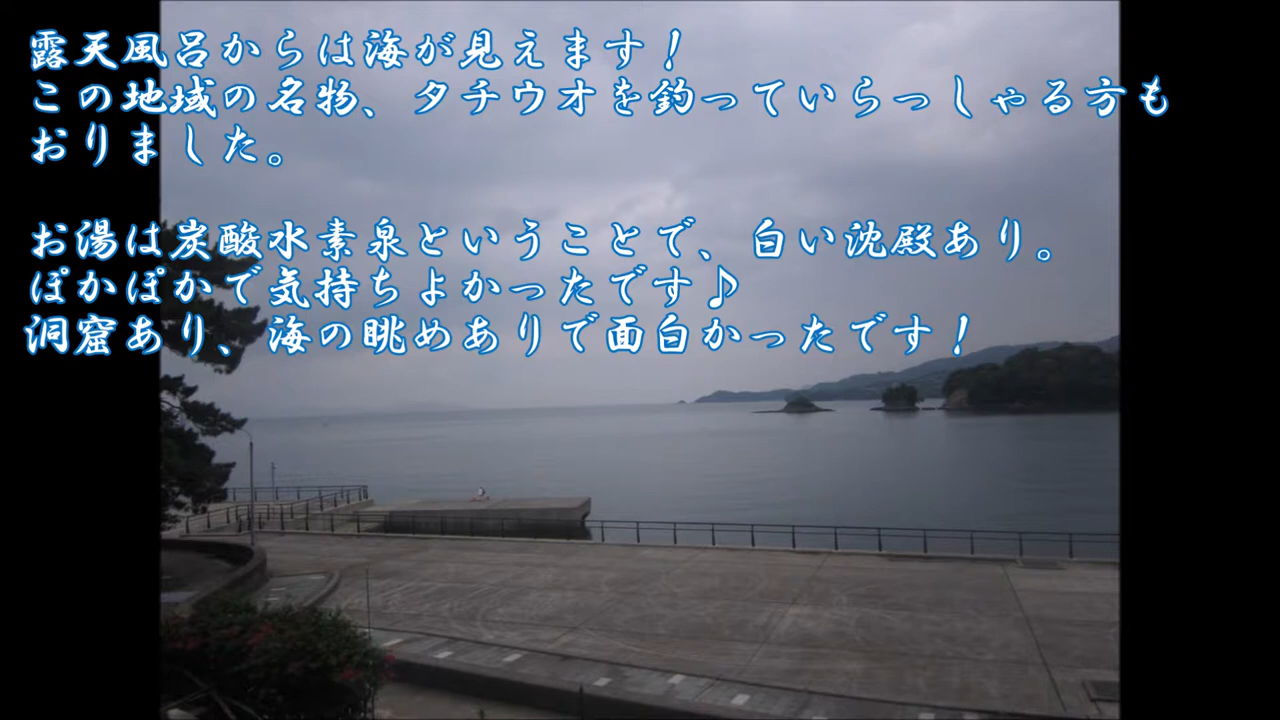 露天風呂からは海が見えます！
この地域の名物、タチウオを釣っていらっしゃる方も
おりました。
お湯は炭酸水素泉ということで、白い沈殿あり。
ぽかぽかで気持ちよかったです♪
洞窟あり、海の眺めありで面白かったです！